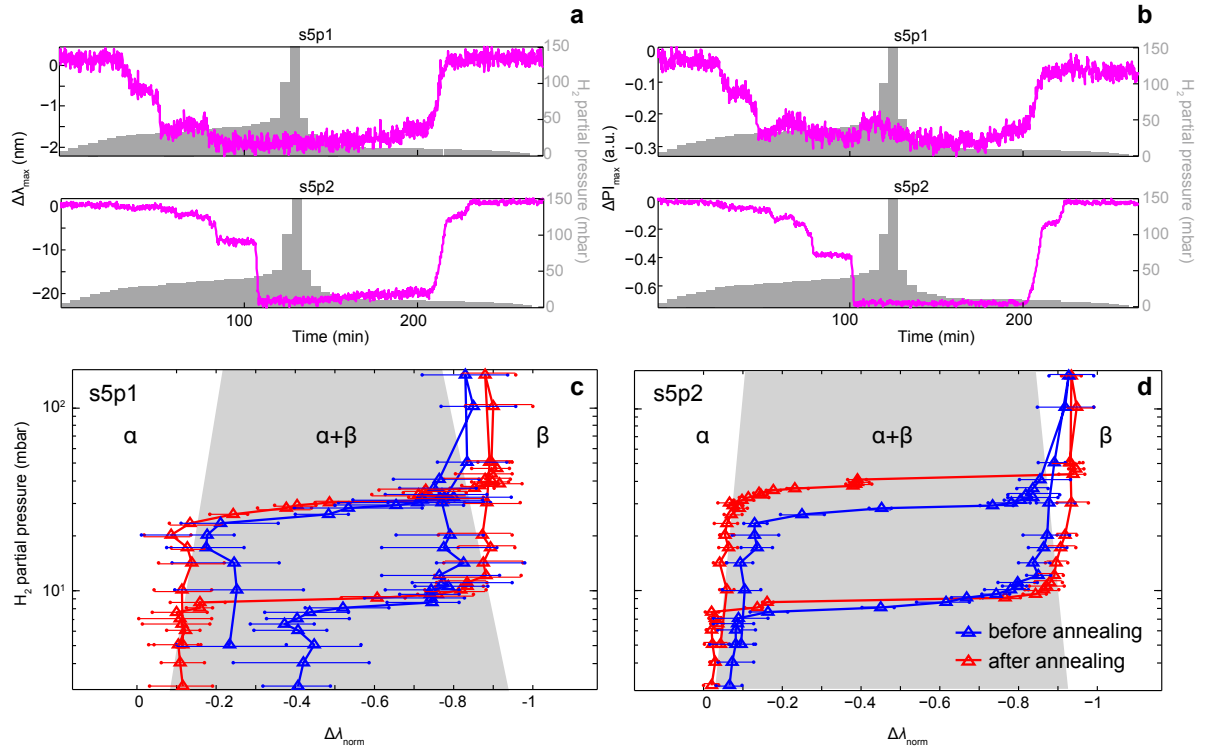 a
s5p1
0
−1
−2
150
100
50
0
Δλmax (nm)
H2 partial pressure (mbar)
s5p2
0
−10
−20
150
100
50
0
100
200
Time (min)
b
s5p1
0
−0.1
−0.2
−0.3
150
100
50
0
ΔPImax (a.u.)
H2 partial pressure (mbar)
s5p2
0
−0.2
−0.4
−0.6
150
100
50
0
100
200
Time (min)
c
s5p1
α
α+β
β
10²
10¹
H2 partial pressure (mbar)
0 -0.2 -0.4 -0.6 -0.8 -1
Δλnorm
d
s5p2
α
α+β
β
before annealing
after annealing
0 −0.2 −0.4 −0.6 −0.8 −1
Δλnorm